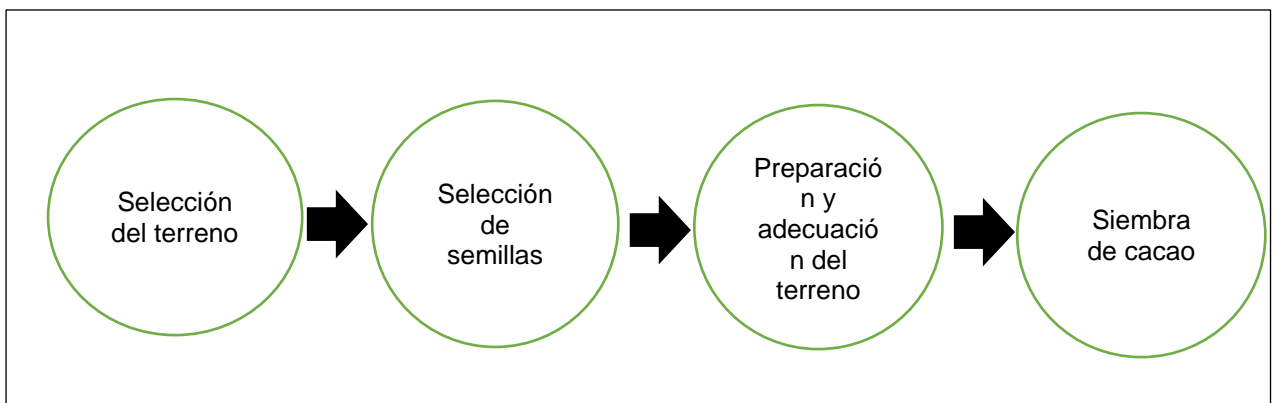 Selección
del terreno
Selección
de
semillas
Preparació
n y
adecuació
n del
terreno
Siembra
de cacao